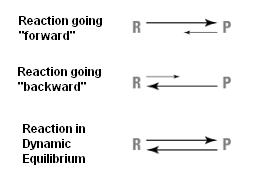 Reaction going
"forward"
R P
Reaction going
"backward"
R P
Reaction in
Dynamic
Equilibrium
R P